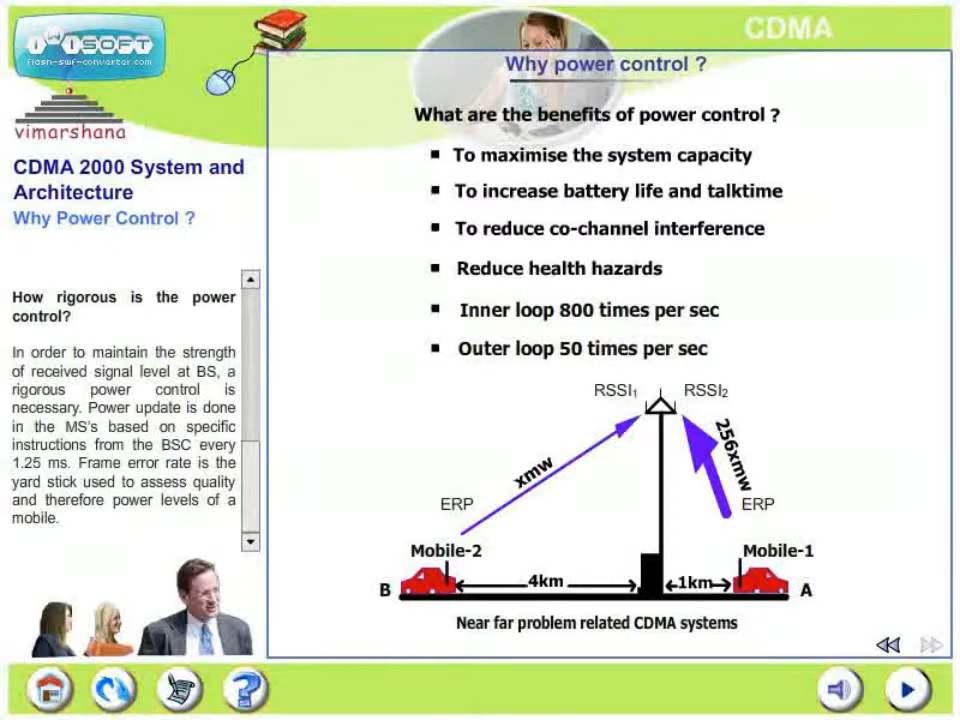 iWiSOFT
flash-swf-converter.com
vimarshana
CDMA
CDMA 2000 System and
Architecture
Why Power Control ?
How rigorous is the power
control?
In order to maintain the strength
of received signal level at BS, a
rigorous power control is
necessary. Power update is done
in the MS's based on specific
instructions from the BSC every
1.25 ms. Frame error rate is the
yard stick used to assess quality
and therefore power levels of a
mobile.
Why power control ?
What are the benefits of power control ?
To maximise the system capacity
To increase battery life and talktime
To reduce co-channel interference
Reduce health hazards
Inner loop 800 times per sec
Outer loop 50 times per sec
RSSI1 RSSI2
xmw
256xmw
ERP ERP
Mobile-2 Mobile-1
B 4km 1km A
Near far problem related CDMA systems